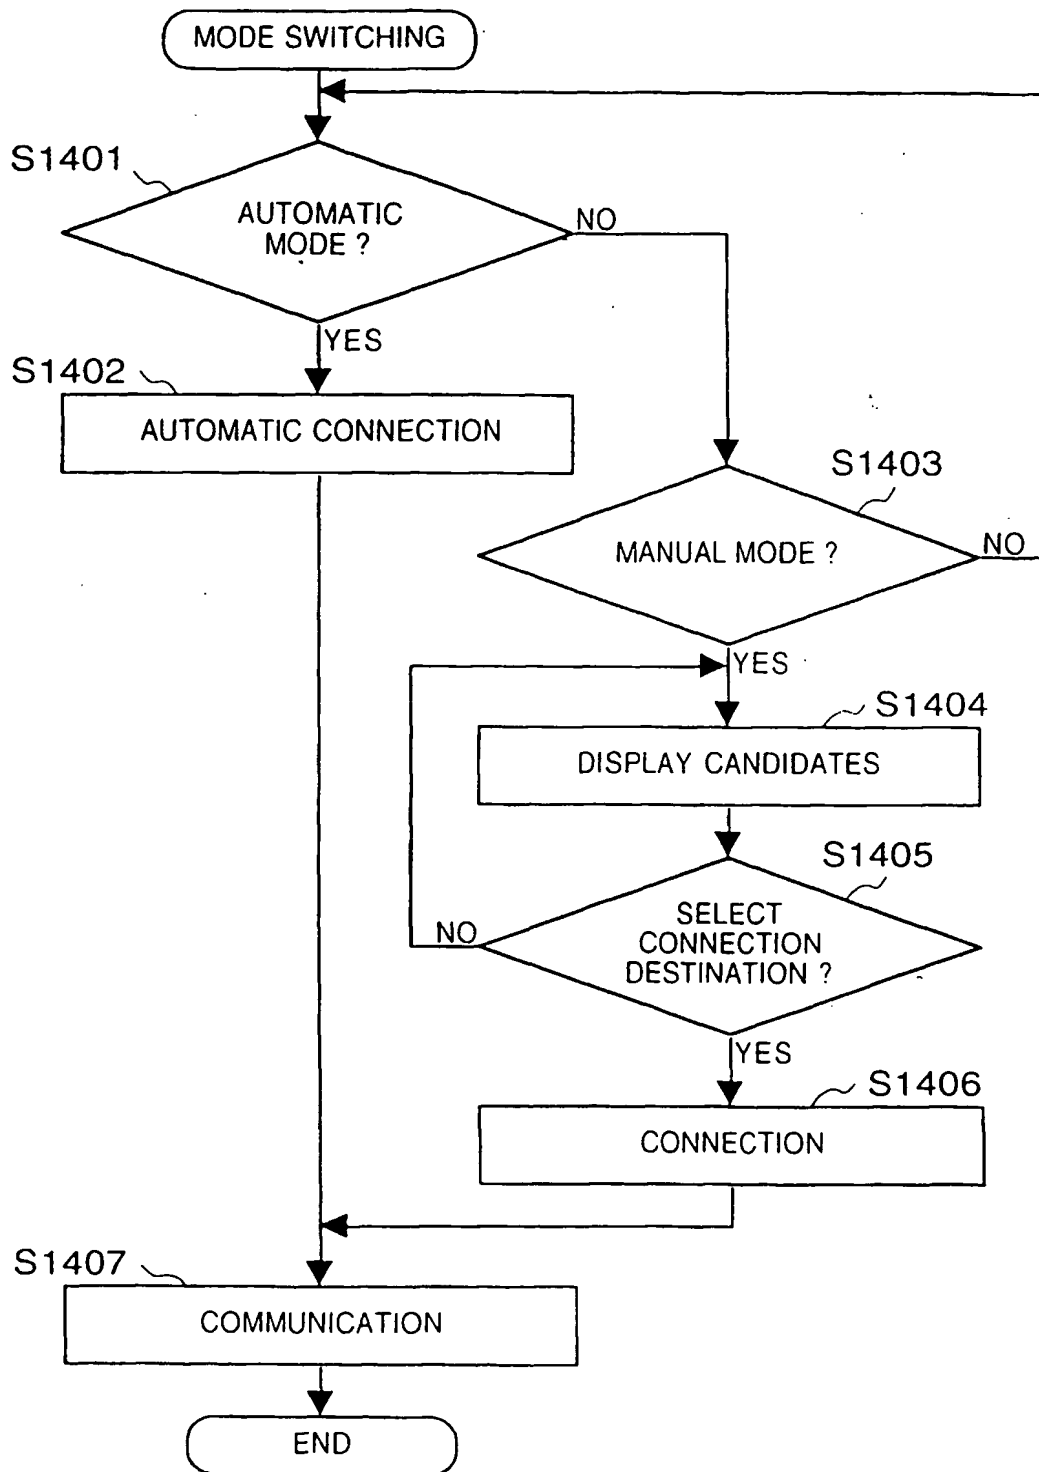 MODE SWITCHING
S1401
AUTOMATIC
MODE ?
NO
YES
S1402
AUTOMATIC CONNECTION
S1403
MANUAL MODE ?
NO
YES
S1404
DISPLAY CANDIDATES
S1405
SELECT
CONNECTION
DESTINATION ?
NO
YES
S1406
CONNECTION
S1407
COMMUNICATION
END